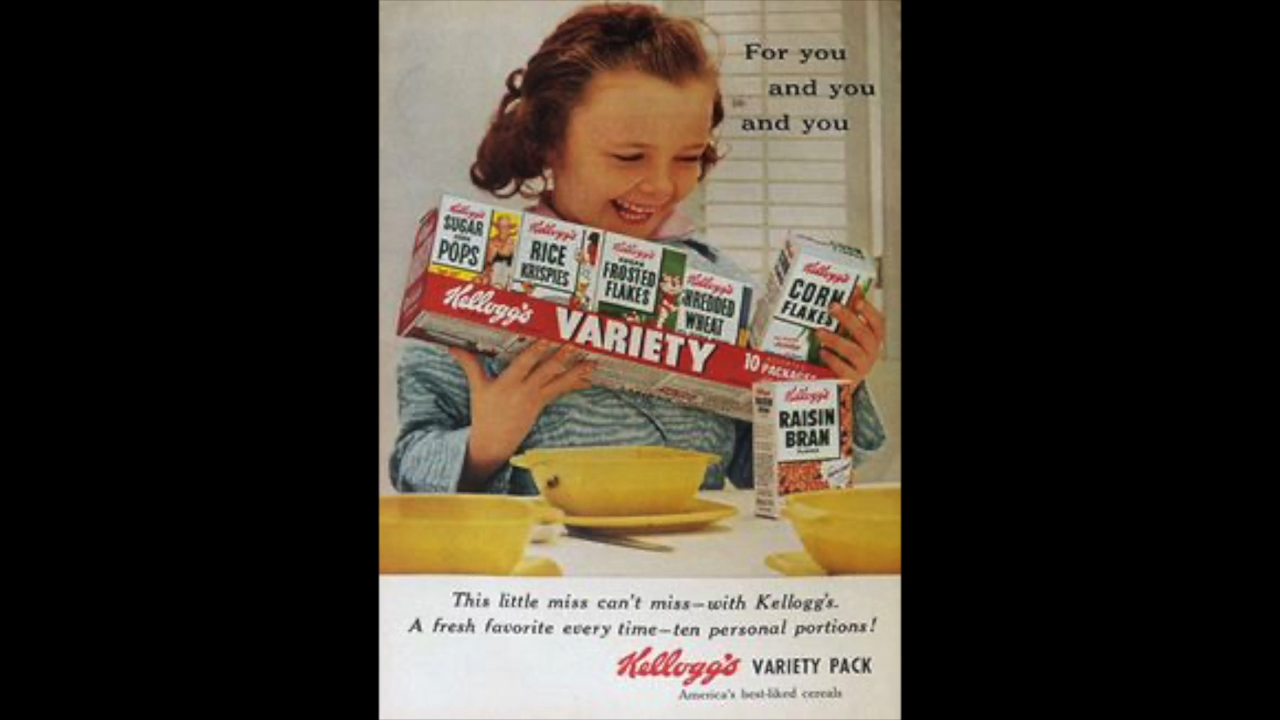 For you
and you
and you
Kellogg's
SUGAR
POPS
Kellogg's
RICE
KRISPIES
Kellogg's
SUGAR
FROSTED
FLAKES
Kellogg's
SHREDDED
WHEAT
Kellogg's
CORN
FLAKES
Kellogg's
VARIETY
10
PACKAGES
Kellogg's
RAISIN
BRAN
FLAKES
This little miss can't miss—with Kellogg's.
A fresh favorite every time—ten personal portions!
Kellogg's VARIETY PACK
America's best-liked cereals